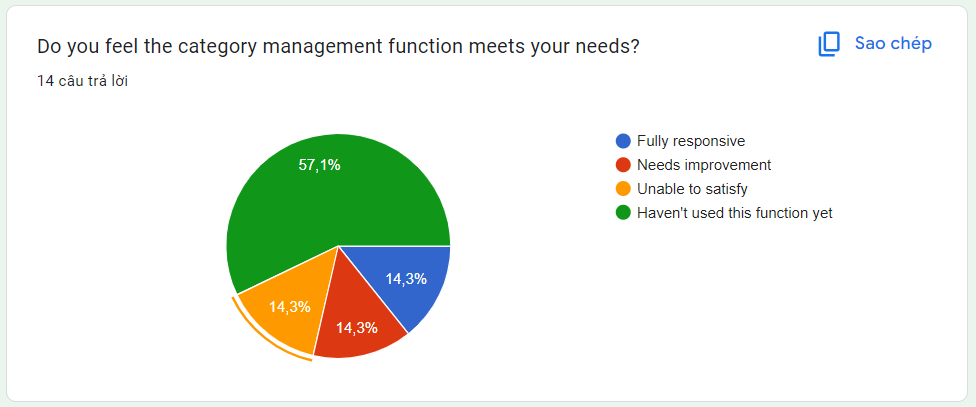 Do you feel the category management function meets your needs?
Sao chép
14 câu trả lời
Fully responsive
Needs improvement
Unable to satisfy
Haven't used this function yet
57,1%
14,3%
14,3%
14,3%